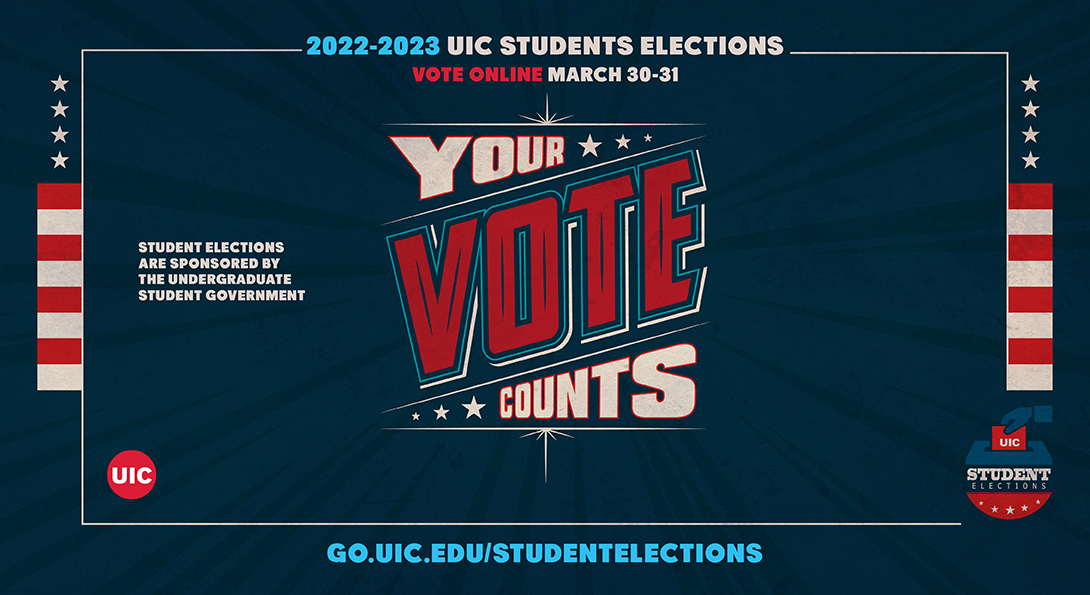 2022-2023 UIC STUDENTS ELECTIONS
VOTE ONLINE MARCH 30-31
YOUR
VOTE
COUNTS
STUDENT ELECTIONS
ARE SPONSORED BY
THE UNDERGRADUATE
STUDENT GOVERNMENT
UIC
UIC
STUDENT
ELECTIONS
GO.UIC.EDU/STUDENTELECTIONS